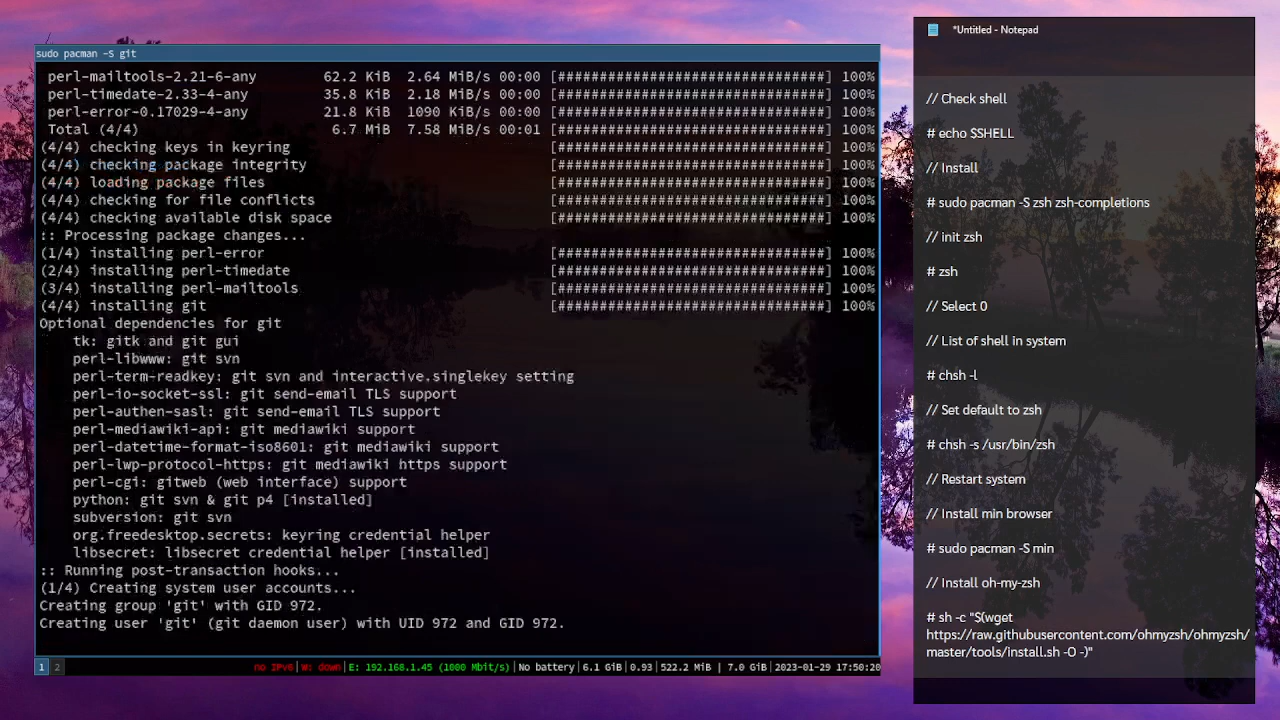 sudo pacman -S git
perl-mailtools-2.21-6-any 62.2 KiB 2.64 MiB/s 00:00 [################################] 100%
perl-timedate-2.33-4-any 35.8 KiB 2.18 MiB/s 00:00 [################################] 100%
perl-error-0.17029-4-any 21.8 KiB 1090 KiB/s 00:00 [################################] 100%
Total (4/4) 6.7 MiB 7.58 MiB/s 00:01 [################################] 100%
(4/4) checking keys in keyring [################################] 100%
(4/4) checking package integrity [################################] 100%
(4/4) loading package files [################################] 100%
(4/4) checking for file conflicts [################################] 100%
(4/4) checking available disk space [################################] 100%
:: Processing package changes...
(1/4) installing perl-error [################################] 100%
(2/4) installing perl-timedate [################################] 100%
(3/4) installing perl-mailtools [################################] 100%
(4/4) installing git [################################] 100%
Optional dependencies for git
tk: gitk and git gui
perl-libwww: git svn
perl-term-readkey: git svn and interactive.singlekey setting
perl-io-socket-ssl: git send-email TLS support
perl-authen-sasl: git send-email TLS support
perl-mediawiki-api: git mediawiki support
perl-datetime-format-iso8601: git mediawiki support
perl-lwp-protocol-https: git mediawiki https support
perl-cgi: gitweb (web interface) support
python: git svn & git p4 [installed]
subversion: git svn
org.freedesktop.secrets: keyring credential helper
libsecret: libsecret credential helper [installed]
:: Running post-transaction hooks...
(1/4) Creating system user accounts...
Creating group 'git' with GID 972.
Creating user 'git' (git daemon user) with UID 972 and GID 972.
1 2 no IPv6|W: down|E: 192.168.1.45 (1000 Mbit/s)|No battery|6.1 GiB|0.93|522.2 MiB | 7.0 GiB|2023-01-29 17:50:20
*Untitled - Notepad
// Check shell
# echo $SHELL
// Install
# sudo pacman -S zsh zsh-completions
// init zsh
# zsh
// Select 0
// List of shell in system
# chsh -l
// Set default to zsh
# chsh -s /usr/bin/zsh
// Restart system
// Install min browser
# sudo pacman -S min
// Install oh-my-zsh
# sh -c "$(wget
https://raw.githubusercontent.com/ohmyzsh/ohmyzsh/
master/tools/install.sh -O -)"